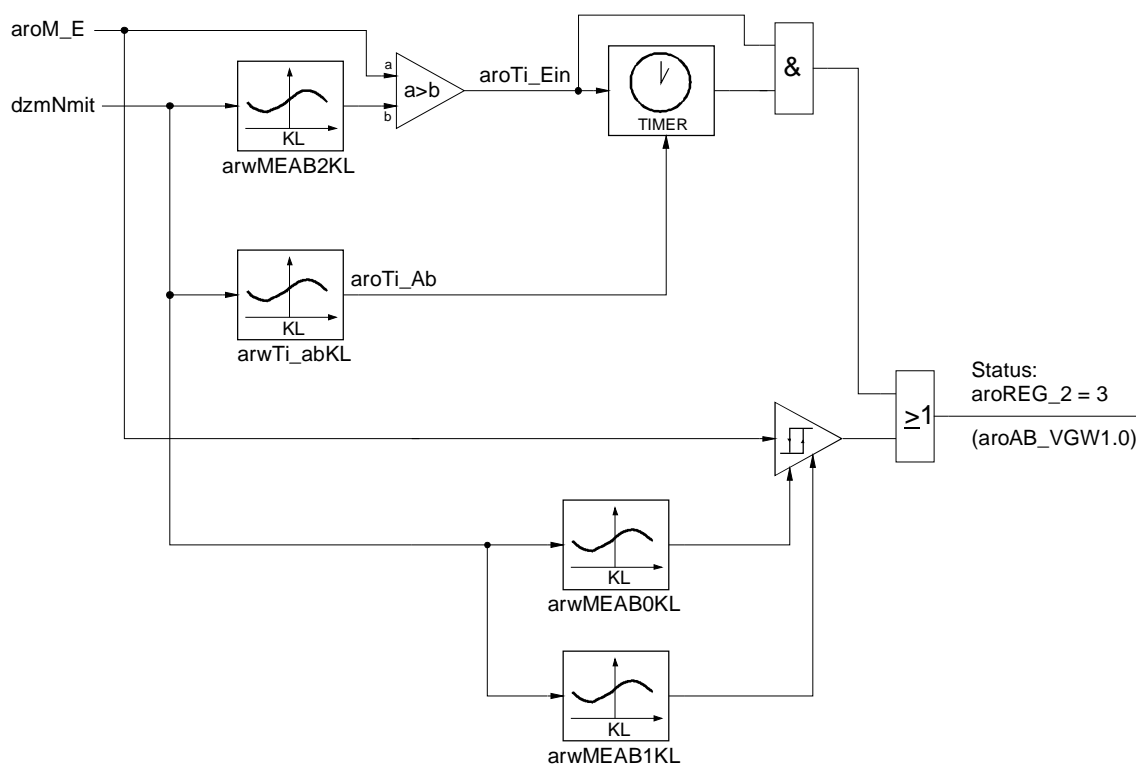 aroM_E
dzmNmit
a
b
a>b
KL
arwMEAB2KL
aroTi_Ein
TIMER
&
KL
arwTi_abKL
aroTi_Ab
≥1
Status:
aroREG_2 = 3
(aroAB_VGW1.0)
KL
arwMEAB0KL
KL
arwMEAB1KL